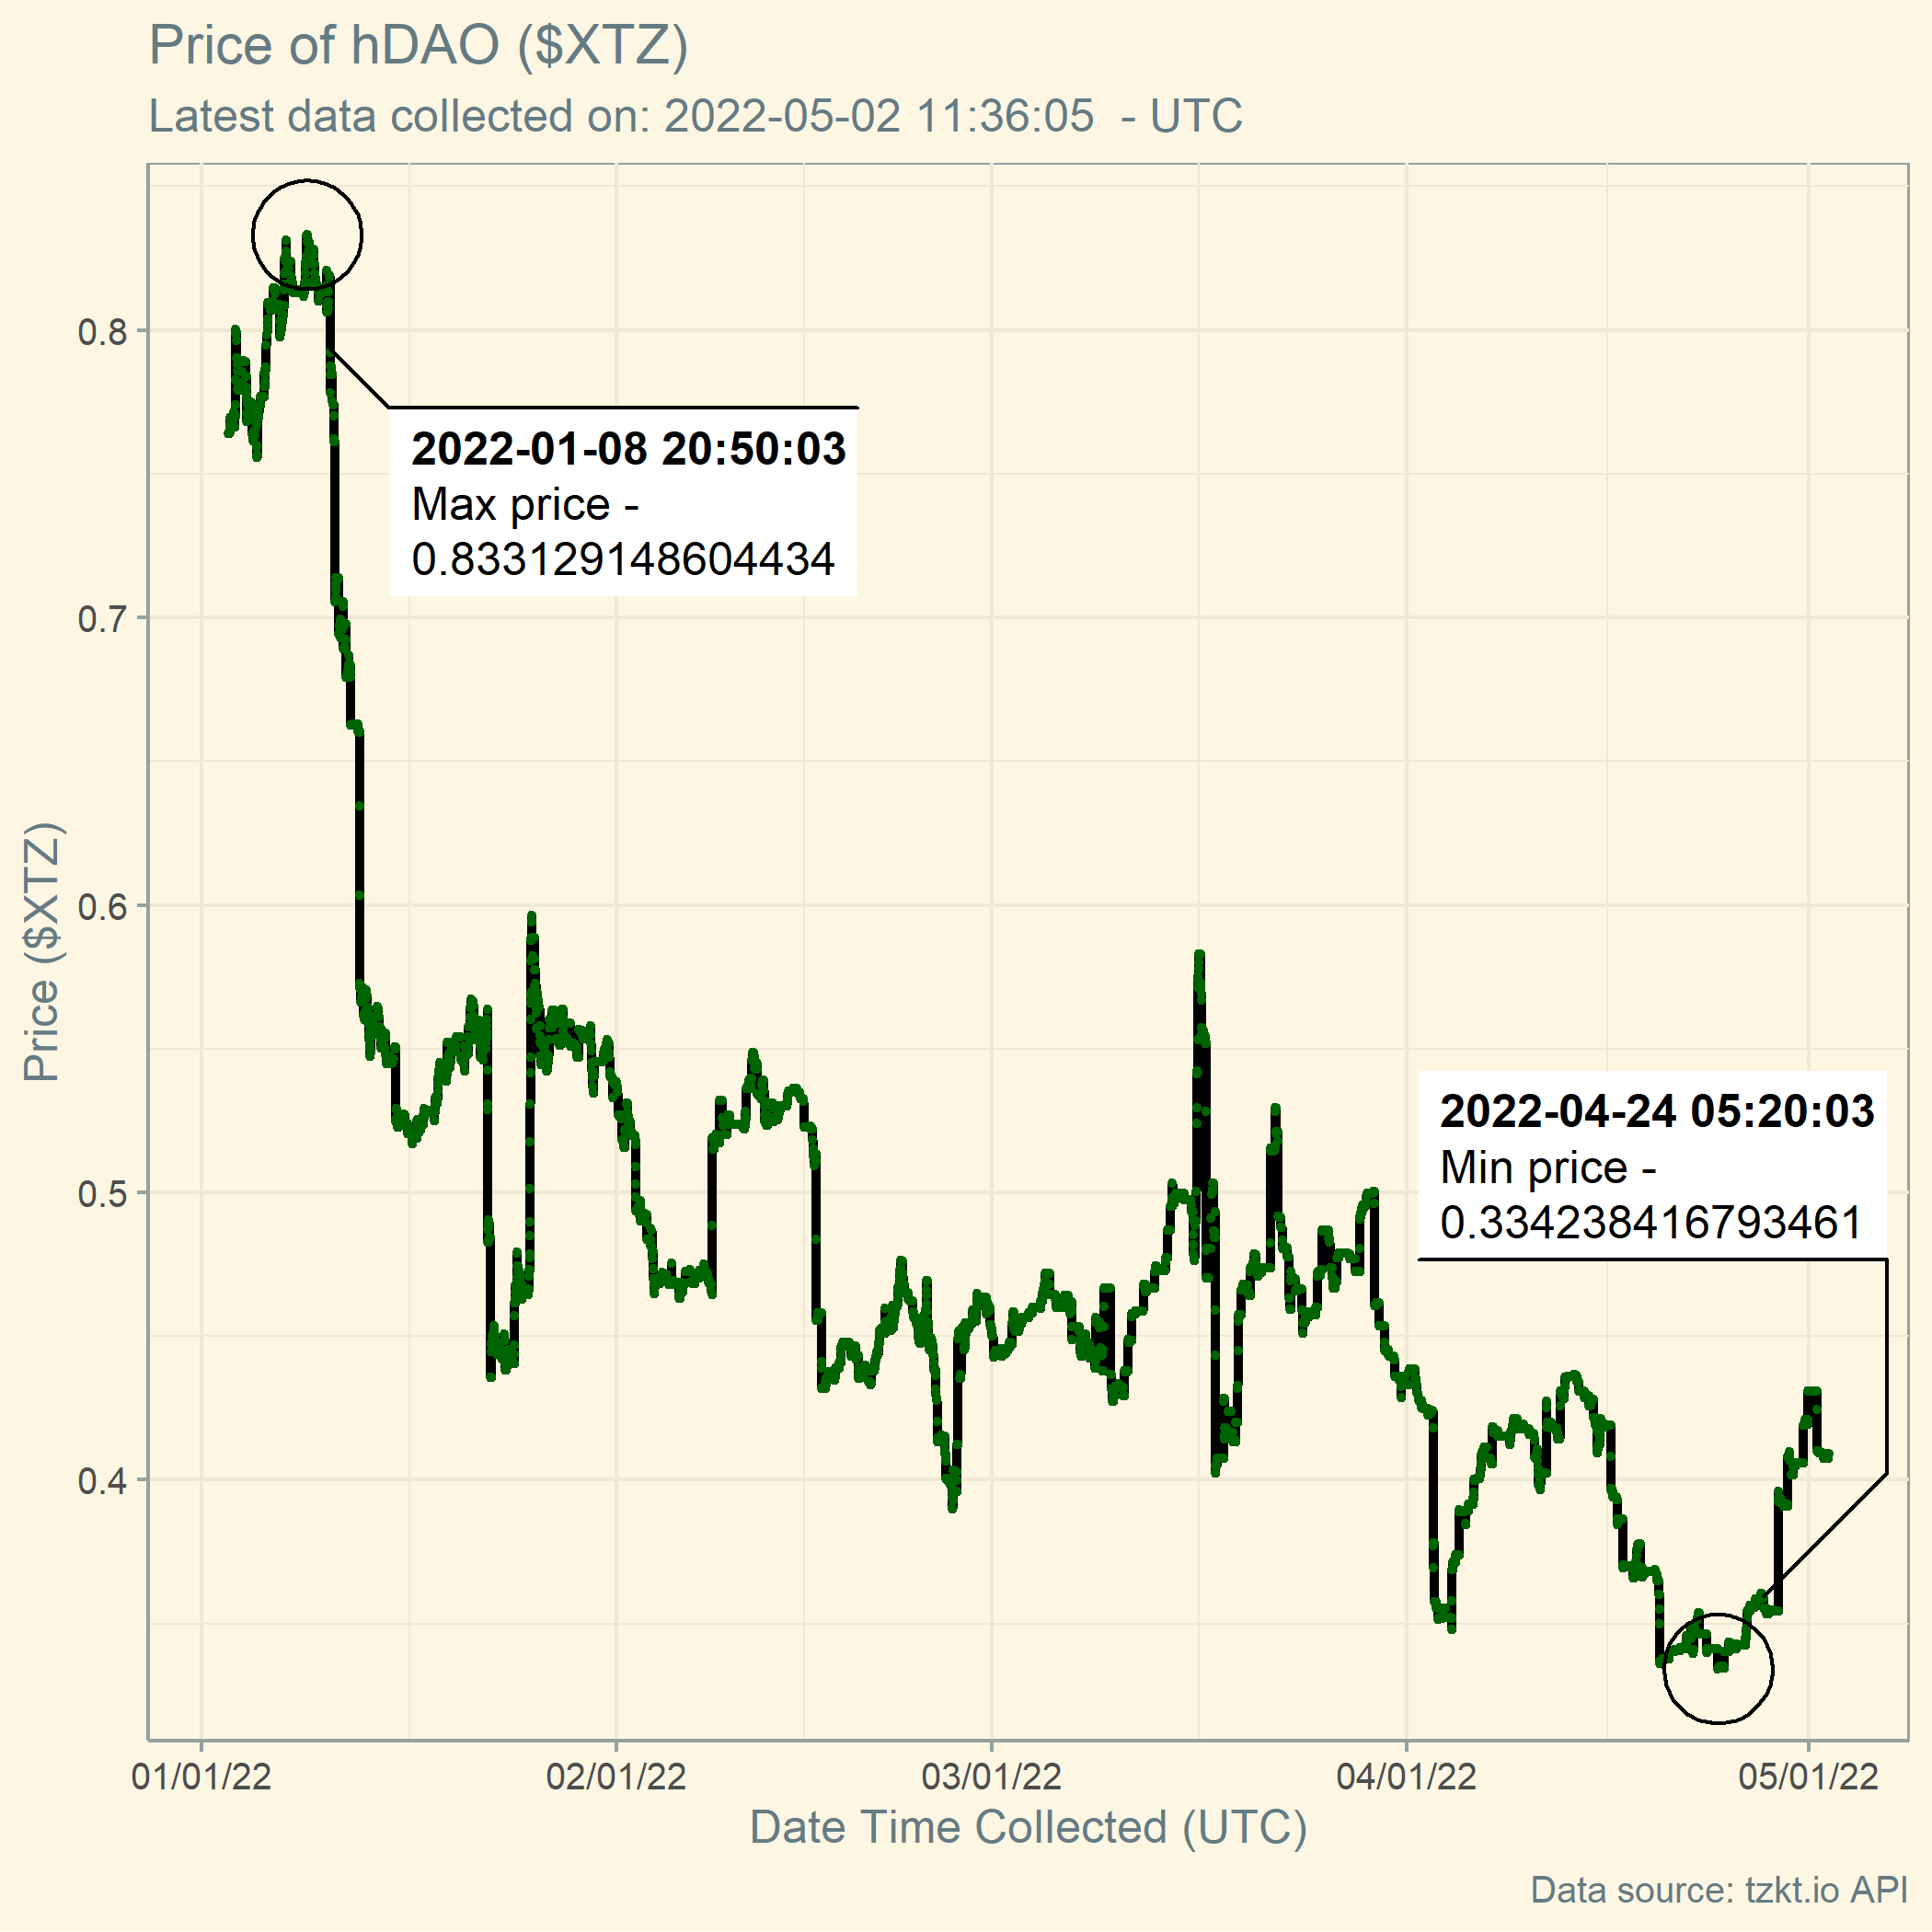 Price of hDAO ($XTZ)
Latest data collected on: 2022-05-02 11:36:05  - UTC
Price ($XTZ)
0.8
0.7
0.6
0.5
0.4
2022-01-08 20:50:03
Max price -
0.833129148604434
2022-04-24 05:20:03
Min price -
0.334238416793461
01/01/22
02/01/22
03/01/22
04/01/22
05/01/22
Date Time Collected (UTC)
Data source: tzkt.io API